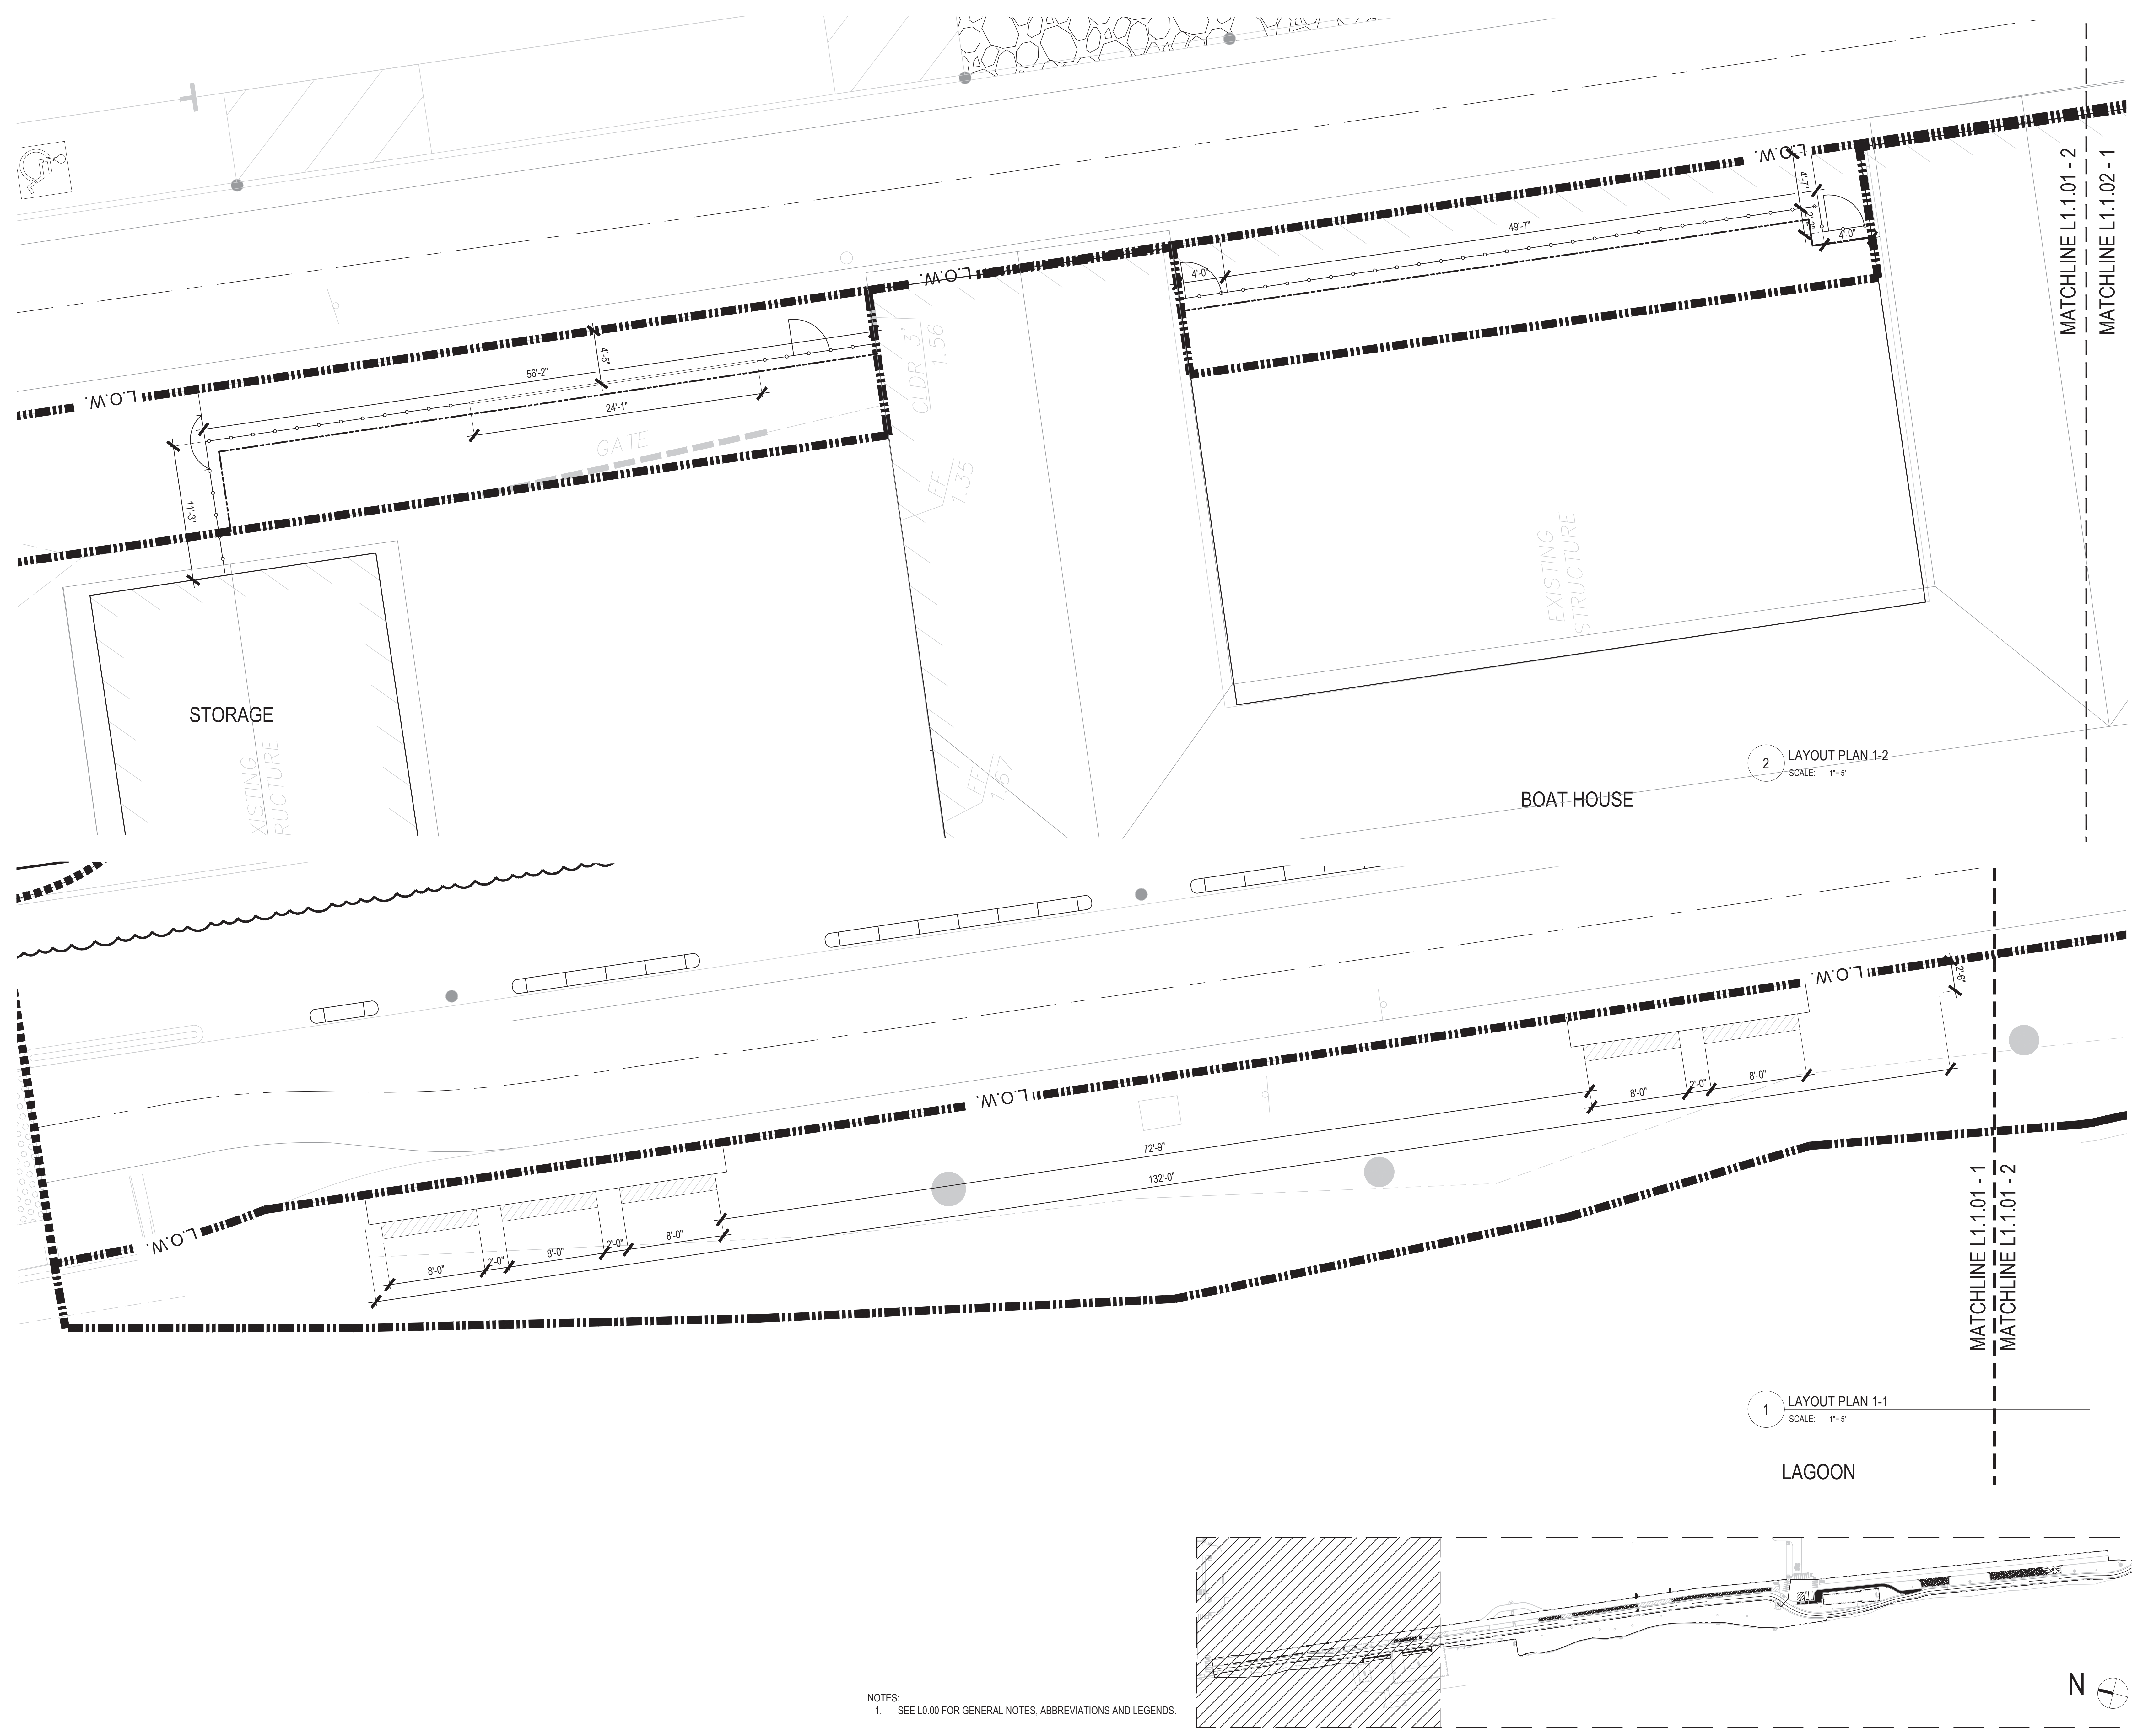 MATCHLINE L1.1.01 - 2
MATCHLINE L1.1.02 - 1
L.O.W.
4'-7"
2'-2"
4'-0"
49'-7"
4'-0"
L.O.W.
4'-5"
CLDR 3'
1.56
56'-2"
24'-1"
L.O.W.
GATE
FF
1.35
11'-3"
EXISTING
STRUCTURE
STORAGE
XISTING
RUCTURE
FF
1.67
2
LAYOUT PLAN 1-2
SCALE: 1"= 5'
BOAT HOUSE
L.O.W.
2'-6"
L.O.W.
8'-0"
2'-0"
8'-0"
72'-9"
132'-0"
L.O.W.
8'-0"
2'-0"
8'-0"
2'-0"
8'-0"
MATCHLINE L1.1.01 - 1
MATCHLINE L1.1.01 - 2
1
LAYOUT PLAN 1-1
SCALE: 1"= 5'
LAGOON
N
NOTES:
1. SEE L0.00 FOR GENERAL NOTES, ABBREVIATIONS AND LEGENDS.